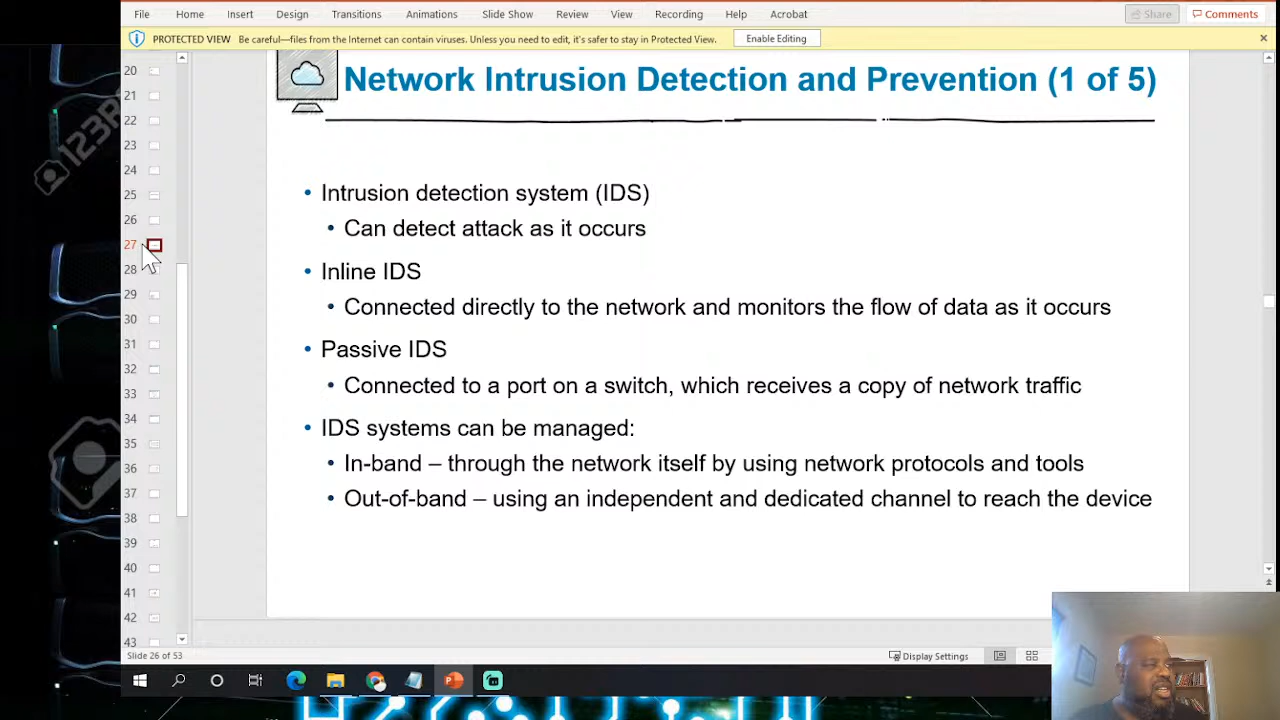 File Home Insert Design Transitions Animations Slide Show Review View Recording Help Acrobat Share Comments
PROTECTED VIEW Be careful—files from the Internet can contain viruses. Unless you need to edit, it's safer to stay in Protected View. Enable Editing
20
21
22
23
24
25
26
27
28
29
30
31
32
33
34
35
36
37
38
39
40
41
42
43
Network Intrusion Detection and Prevention (1 of 5)
• Intrusion detection system (IDS)
• Can detect attack as it occurs
• Inline IDS
• Connected directly to the network and monitors the flow of data as it occurs
• Passive IDS
• Connected to a port on a switch, which receives a copy of network traffic
• IDS systems can be managed:
• In-band – through the network itself by using network protocols and tools
• Out-of-band – using an independent and dedicated channel to reach the device
Slide 26 of 53 Display Settings